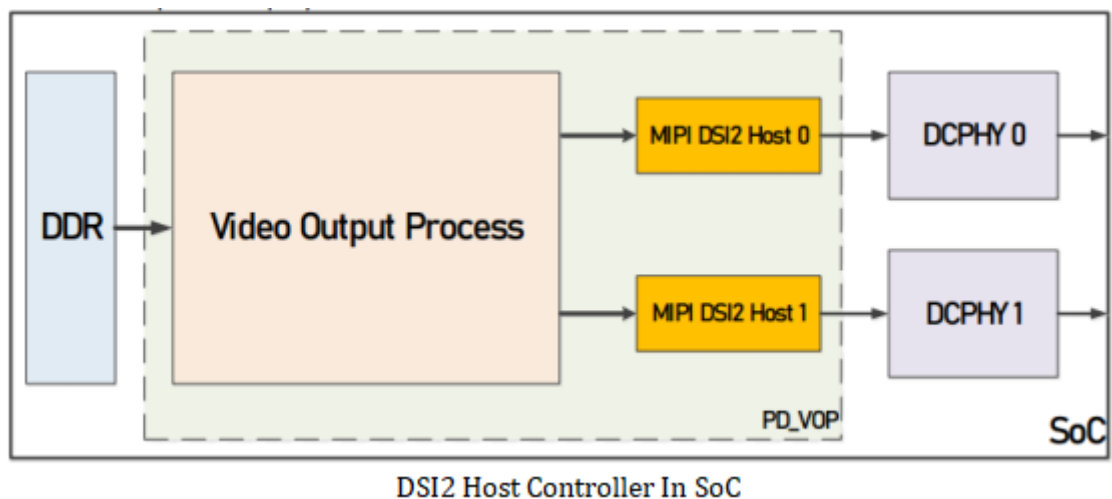 MIPI DSI2 Host 0
DCPHY 0
DDR
Video Output Process
MIPI DSI2 Host 1
DCPHY 1
PD_VOP
SoC
DSI2 Host Controller In SoC